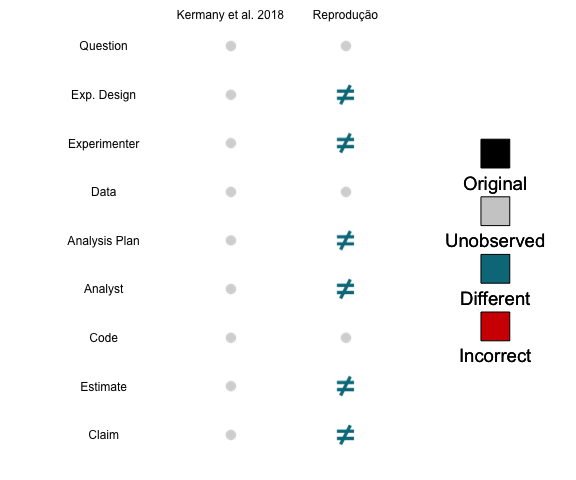 Kermany et al. 2018 Reprodução
Question
Exp. Design ≠
Experimenter ≠
Data
Analysis Plan ≠
Analyst ≠
Code
Estimate ≠
Claim ≠
Original
Unobserved
Different
Incorrect